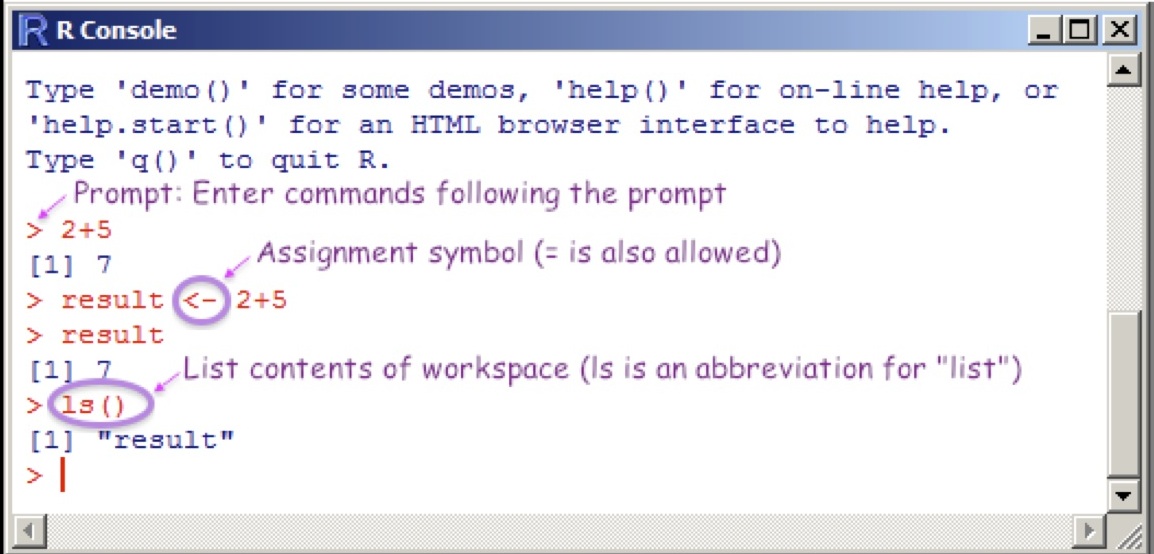 R Console
Type 'demo()' for some demos, 'help()' for on-line help, or
'help.start()' for an HTML browser interface to help.
Type 'q()' to quit R.
Prompt: Enter commands following the prompt
> 2+5
[1] 7
Assignment symbol (= is also allowed)
> result <- 2+5
> result
[1] 7
List contents of workspace (ls is an abbreviation for "list")
> ls()
[1] "result"
>